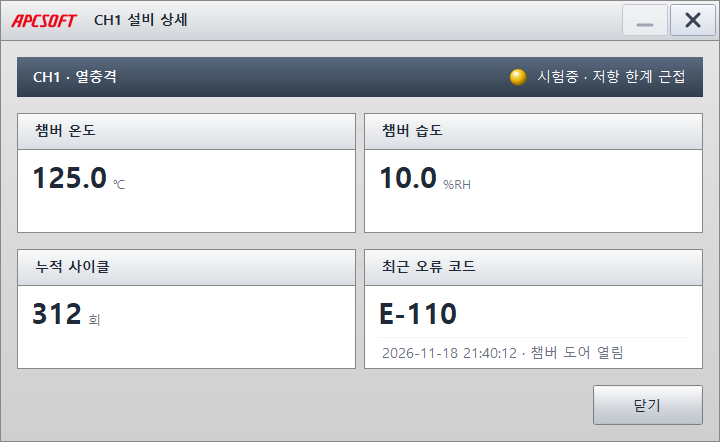 APCSOFT CH1 설비 상세
CH1 · 열충격
시험중 · 저항 한계 근접
챔버 온도
125.0 ℃
챔버 습도
10.0 %RH
누적 사이클
312 회
최근 오류 코드
E-110
2026-11-18 21:40:12 · 챔버 도어 열림
닫기